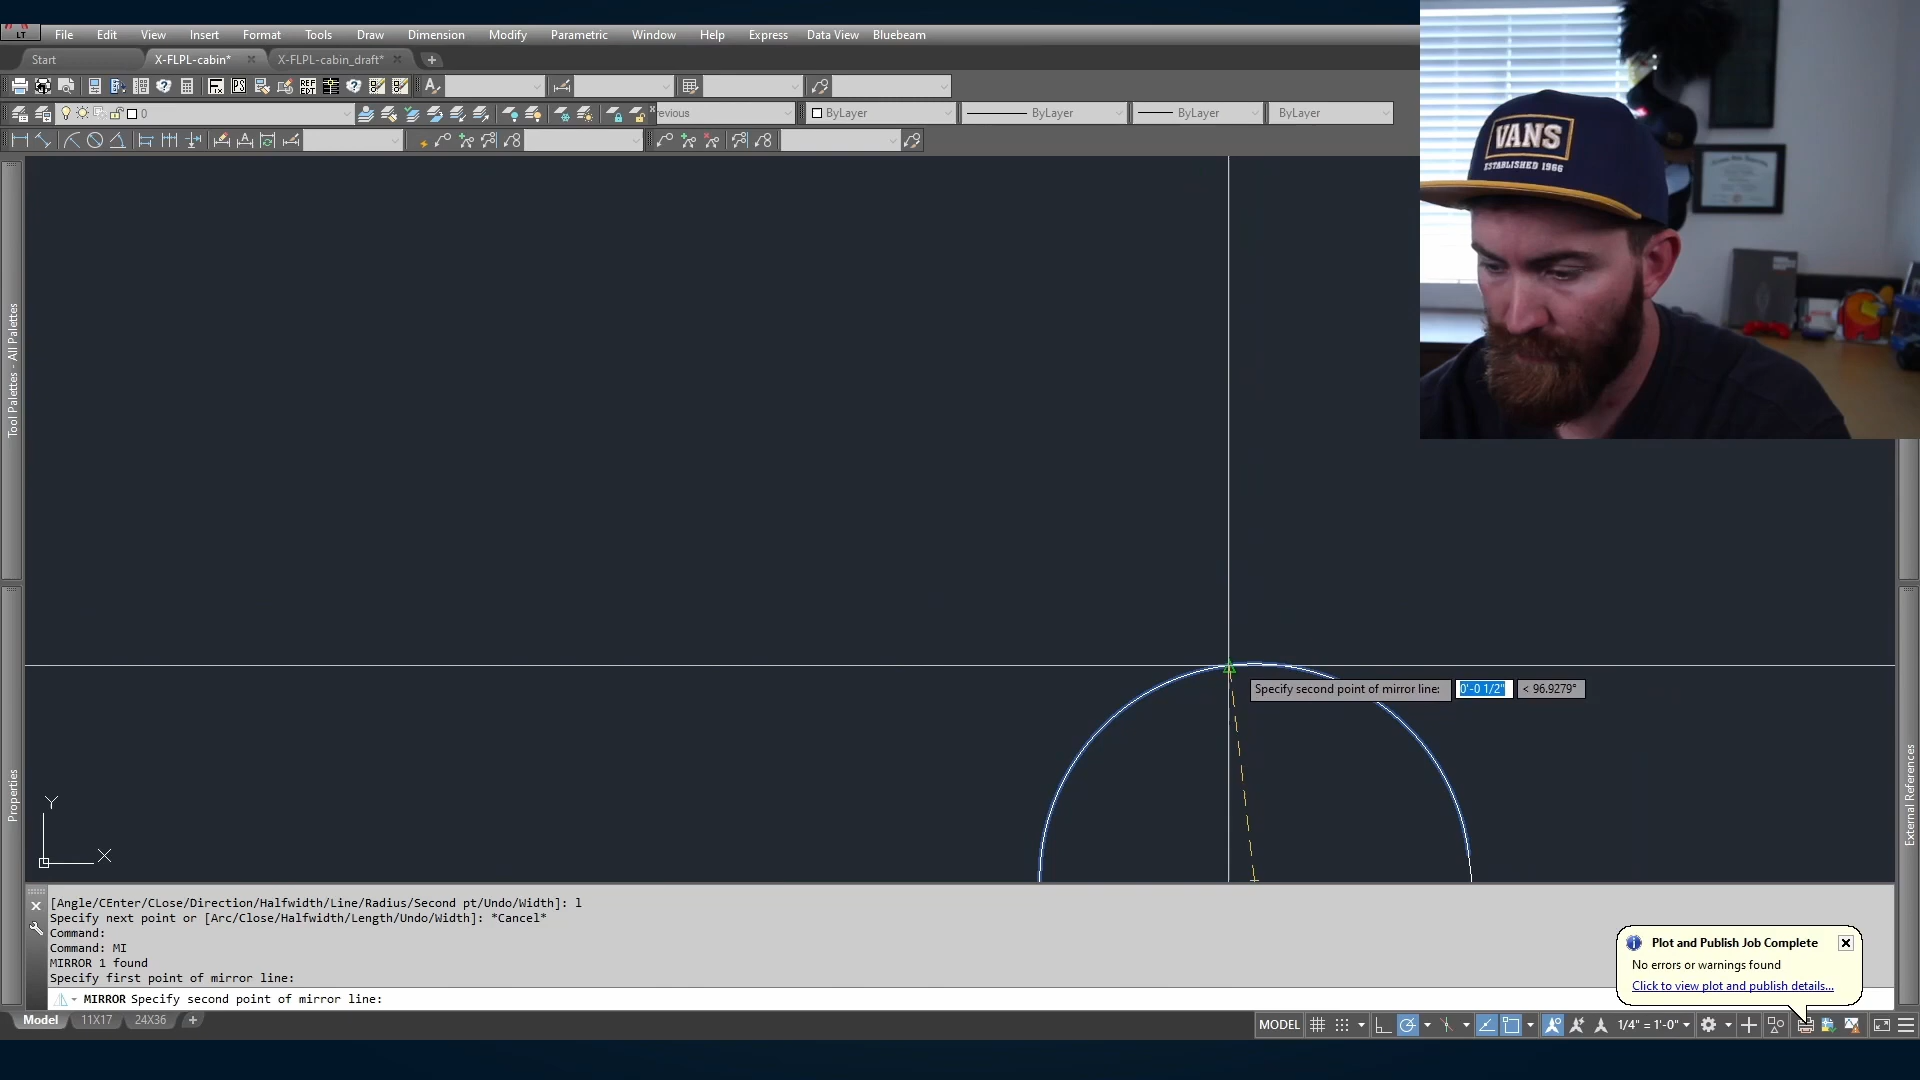 LT
File Edit View Insert Format Tools Draw Dimension Modify Parametric Window Help Express Data View Bluebeam
Start X-FLPL-cabin* X-FLPL-cabin_draft*
0 evious ByLayer ByLayer ByLayer ByLayer
VANS
ESTABLISHED 1966
Tool Palettes - All Palettes
Specify second point of mirror line: 0'-0 1/2" < 96.9279°
Properties
External References
Y
X
[Angle/CEnter/CLose/Direction/Halfwidth/Line/Radius/Second pt/Undo/Width]: l
Specify next point or [Arc/Close/Halfwidth/Length/Undo/Width]: *Cancel*
Command:
Command: MI
MIRROR 1 found
Specify first point of mirror line:
MIRROR Specify second point of mirror line:
Plot and Publish Job Complete
No errors or warnings found
Click to view plot and publish details...
Model 11X17 24X36
MODEL 1/4" = 1'-0"